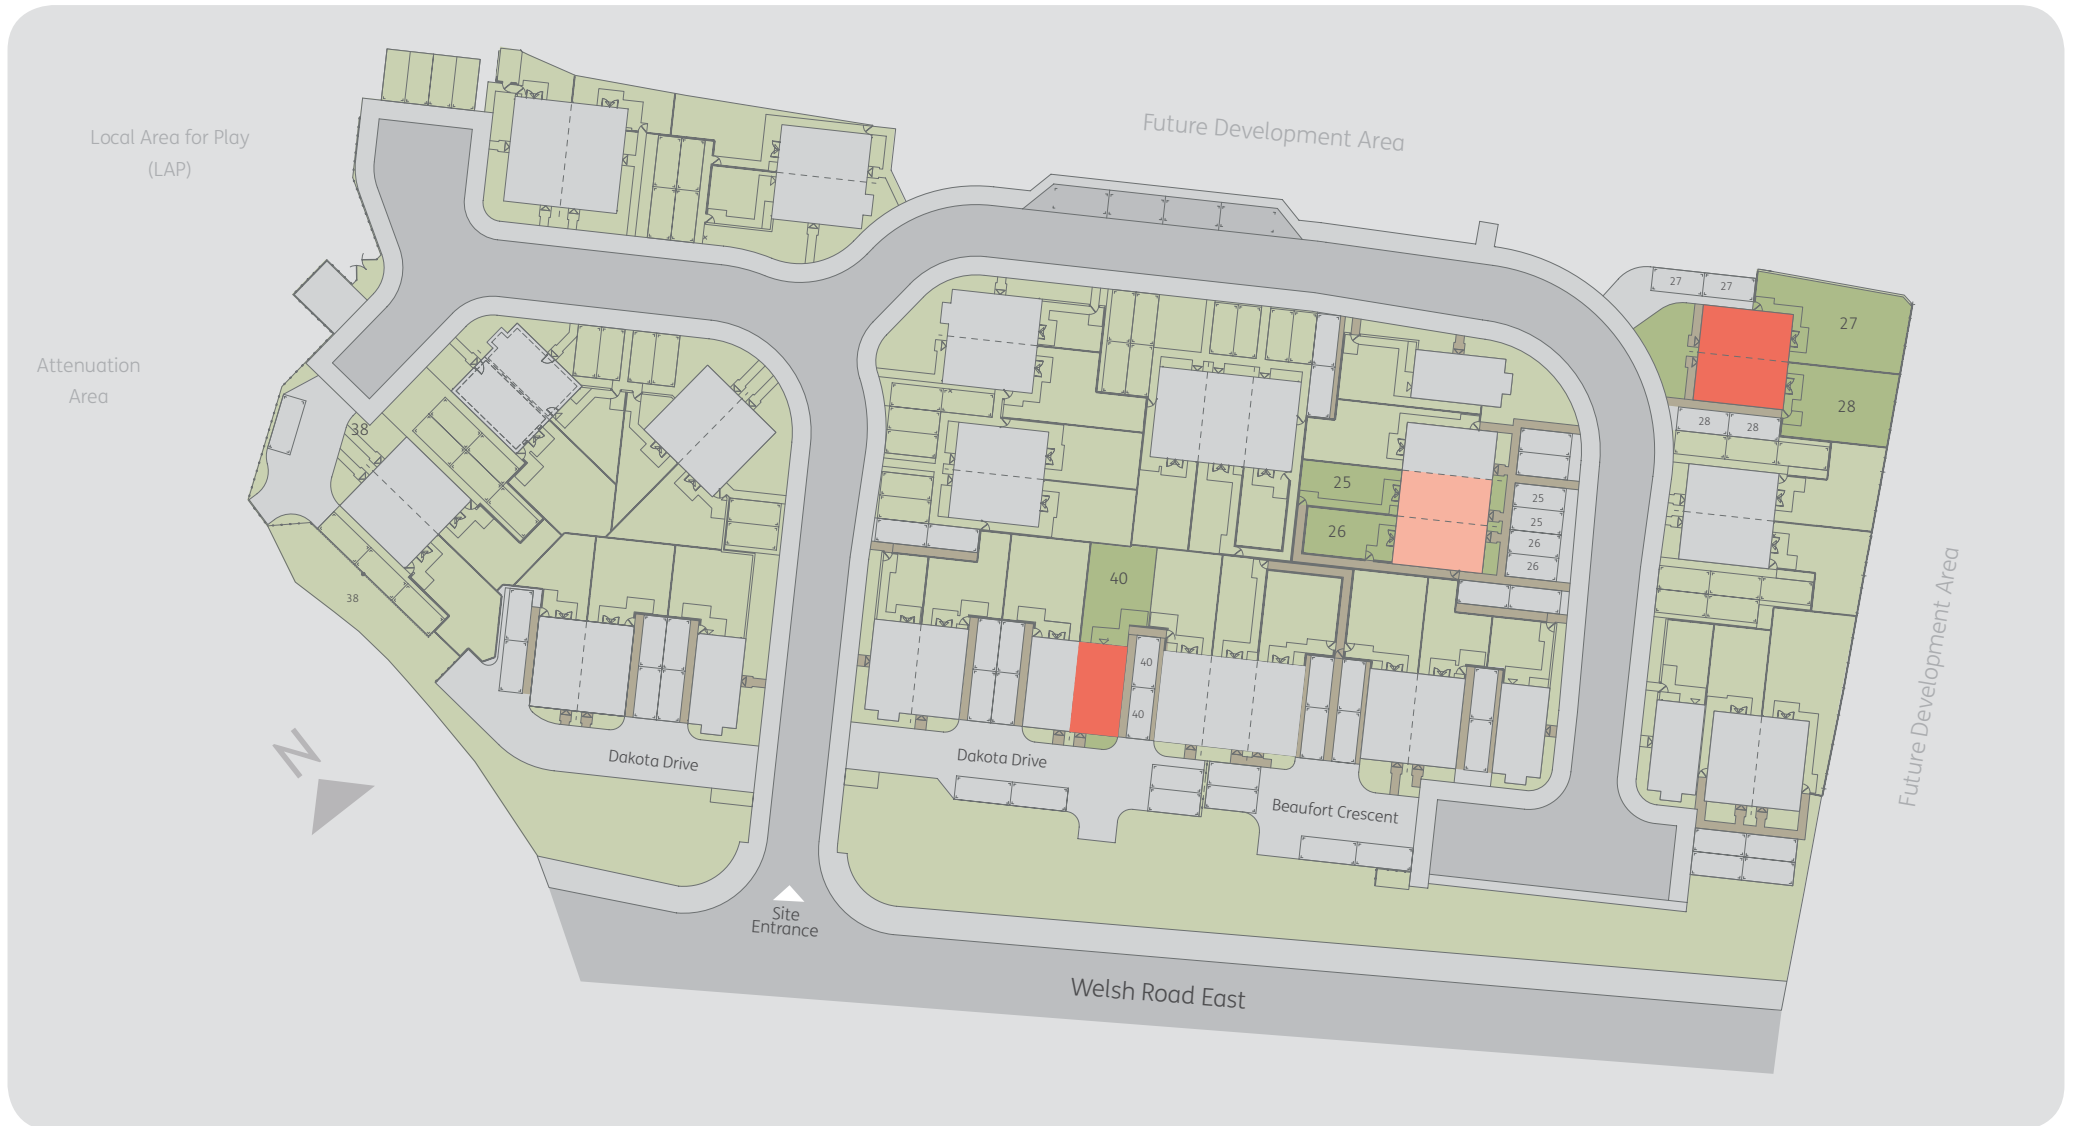 Local Area for Play
(LAP)
Future Development Area
Attenuation
Area
27
27
27
28
28
28
38
38
25
26
25
25
26
26
40
40
40
Future Development Area
N
Dakota Drive
Dakota Drive
Beaufort Crescent
Site
Entrance
Welsh Road East